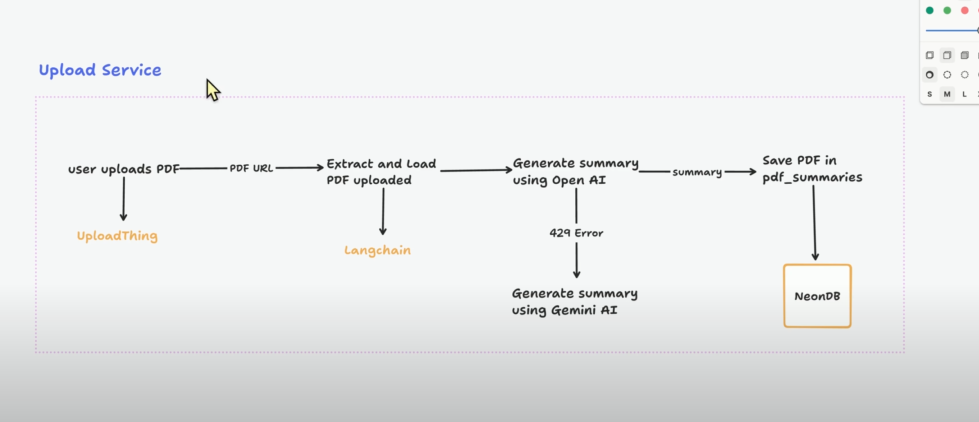 Upload Service
user uploads PDF
PDF URL
Extract and Load
PDF uploaded
Generate summary
using Open AI
summary
Save PDF in
pdf_summaries
UploadThing
Langchain
429 Error
Generate summary
using Gemini AI
NeonDB
S M L